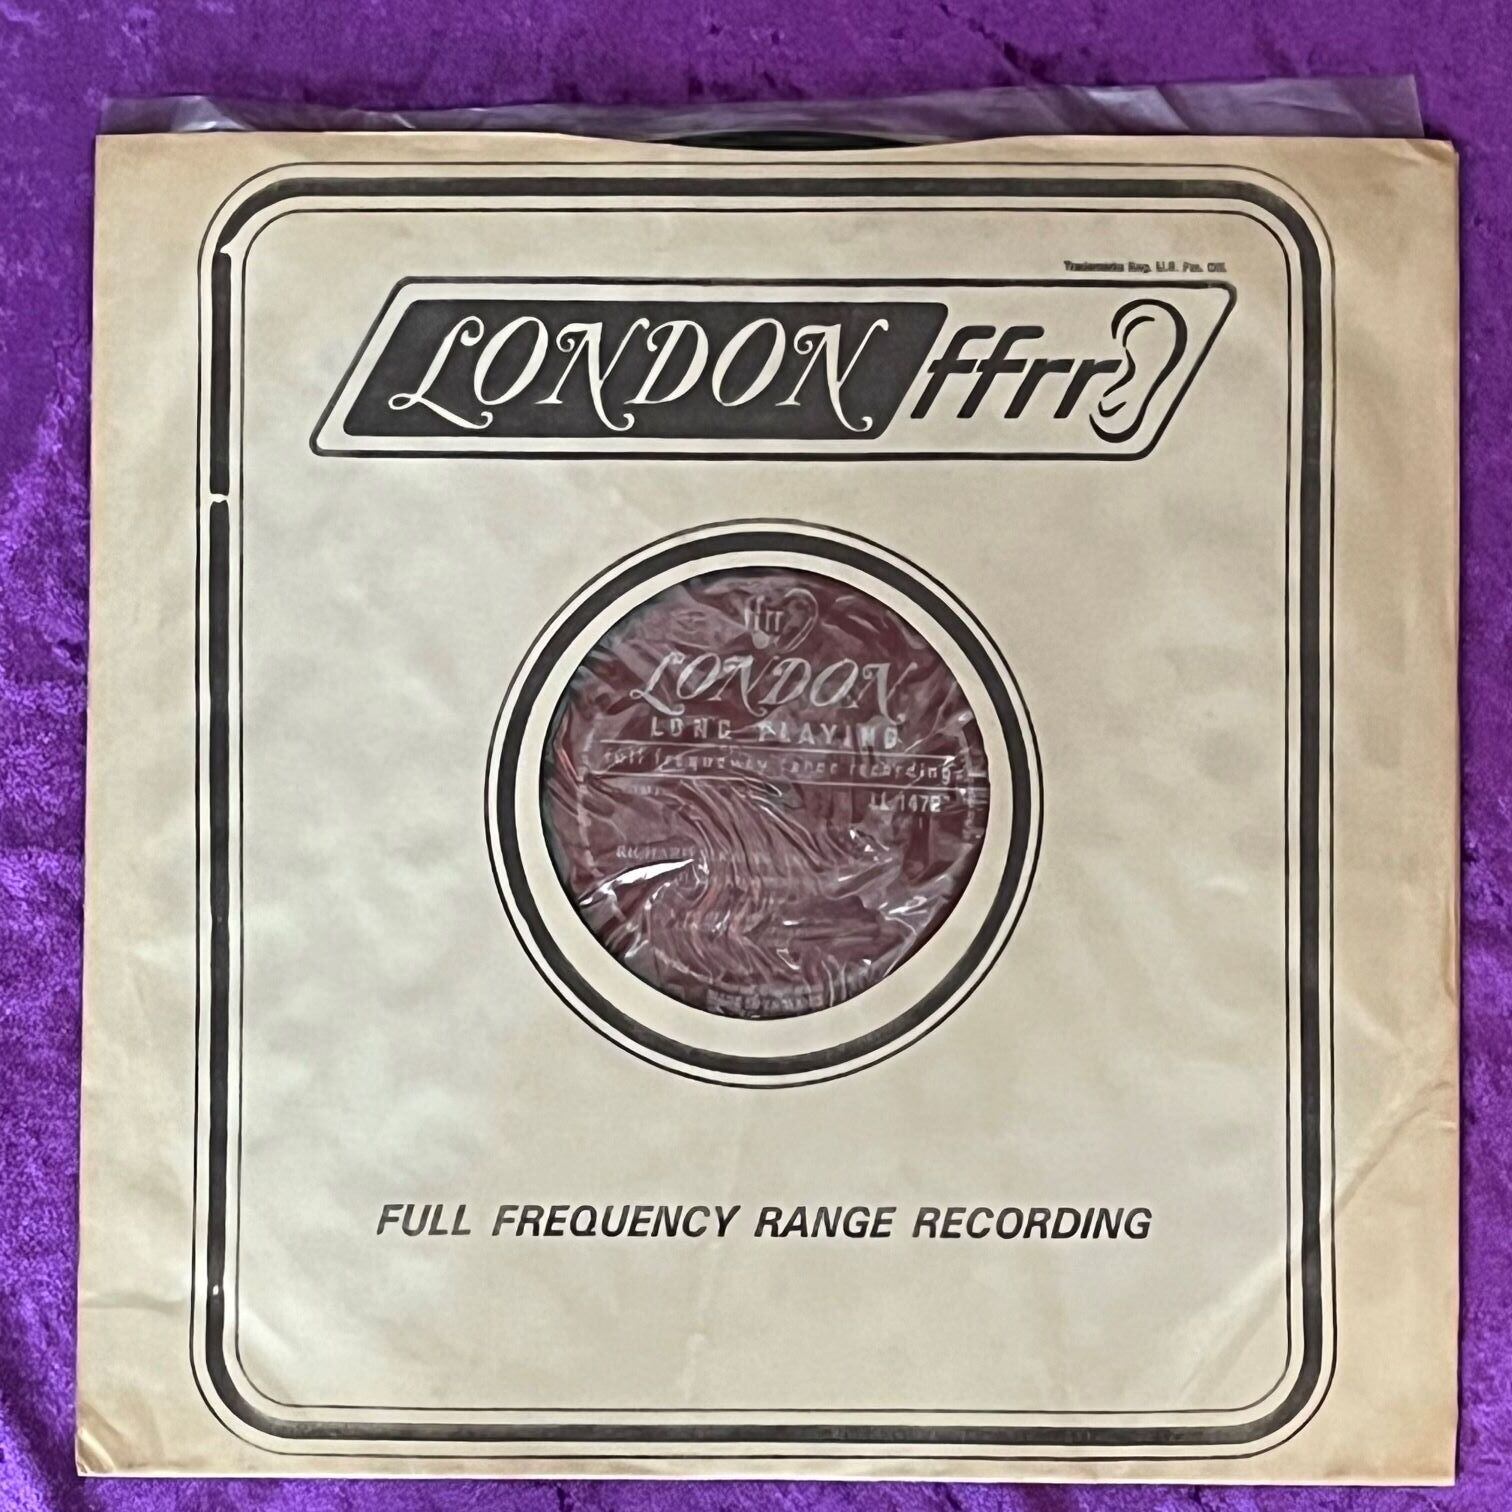 Trademarks Reg. U.S. Pat. Off.
LONDON ffrr
ffrr
LONDON
LONG PLAYING
full frequency range recording
LL 1472
FULL FREQUENCY RANGE RECORDING